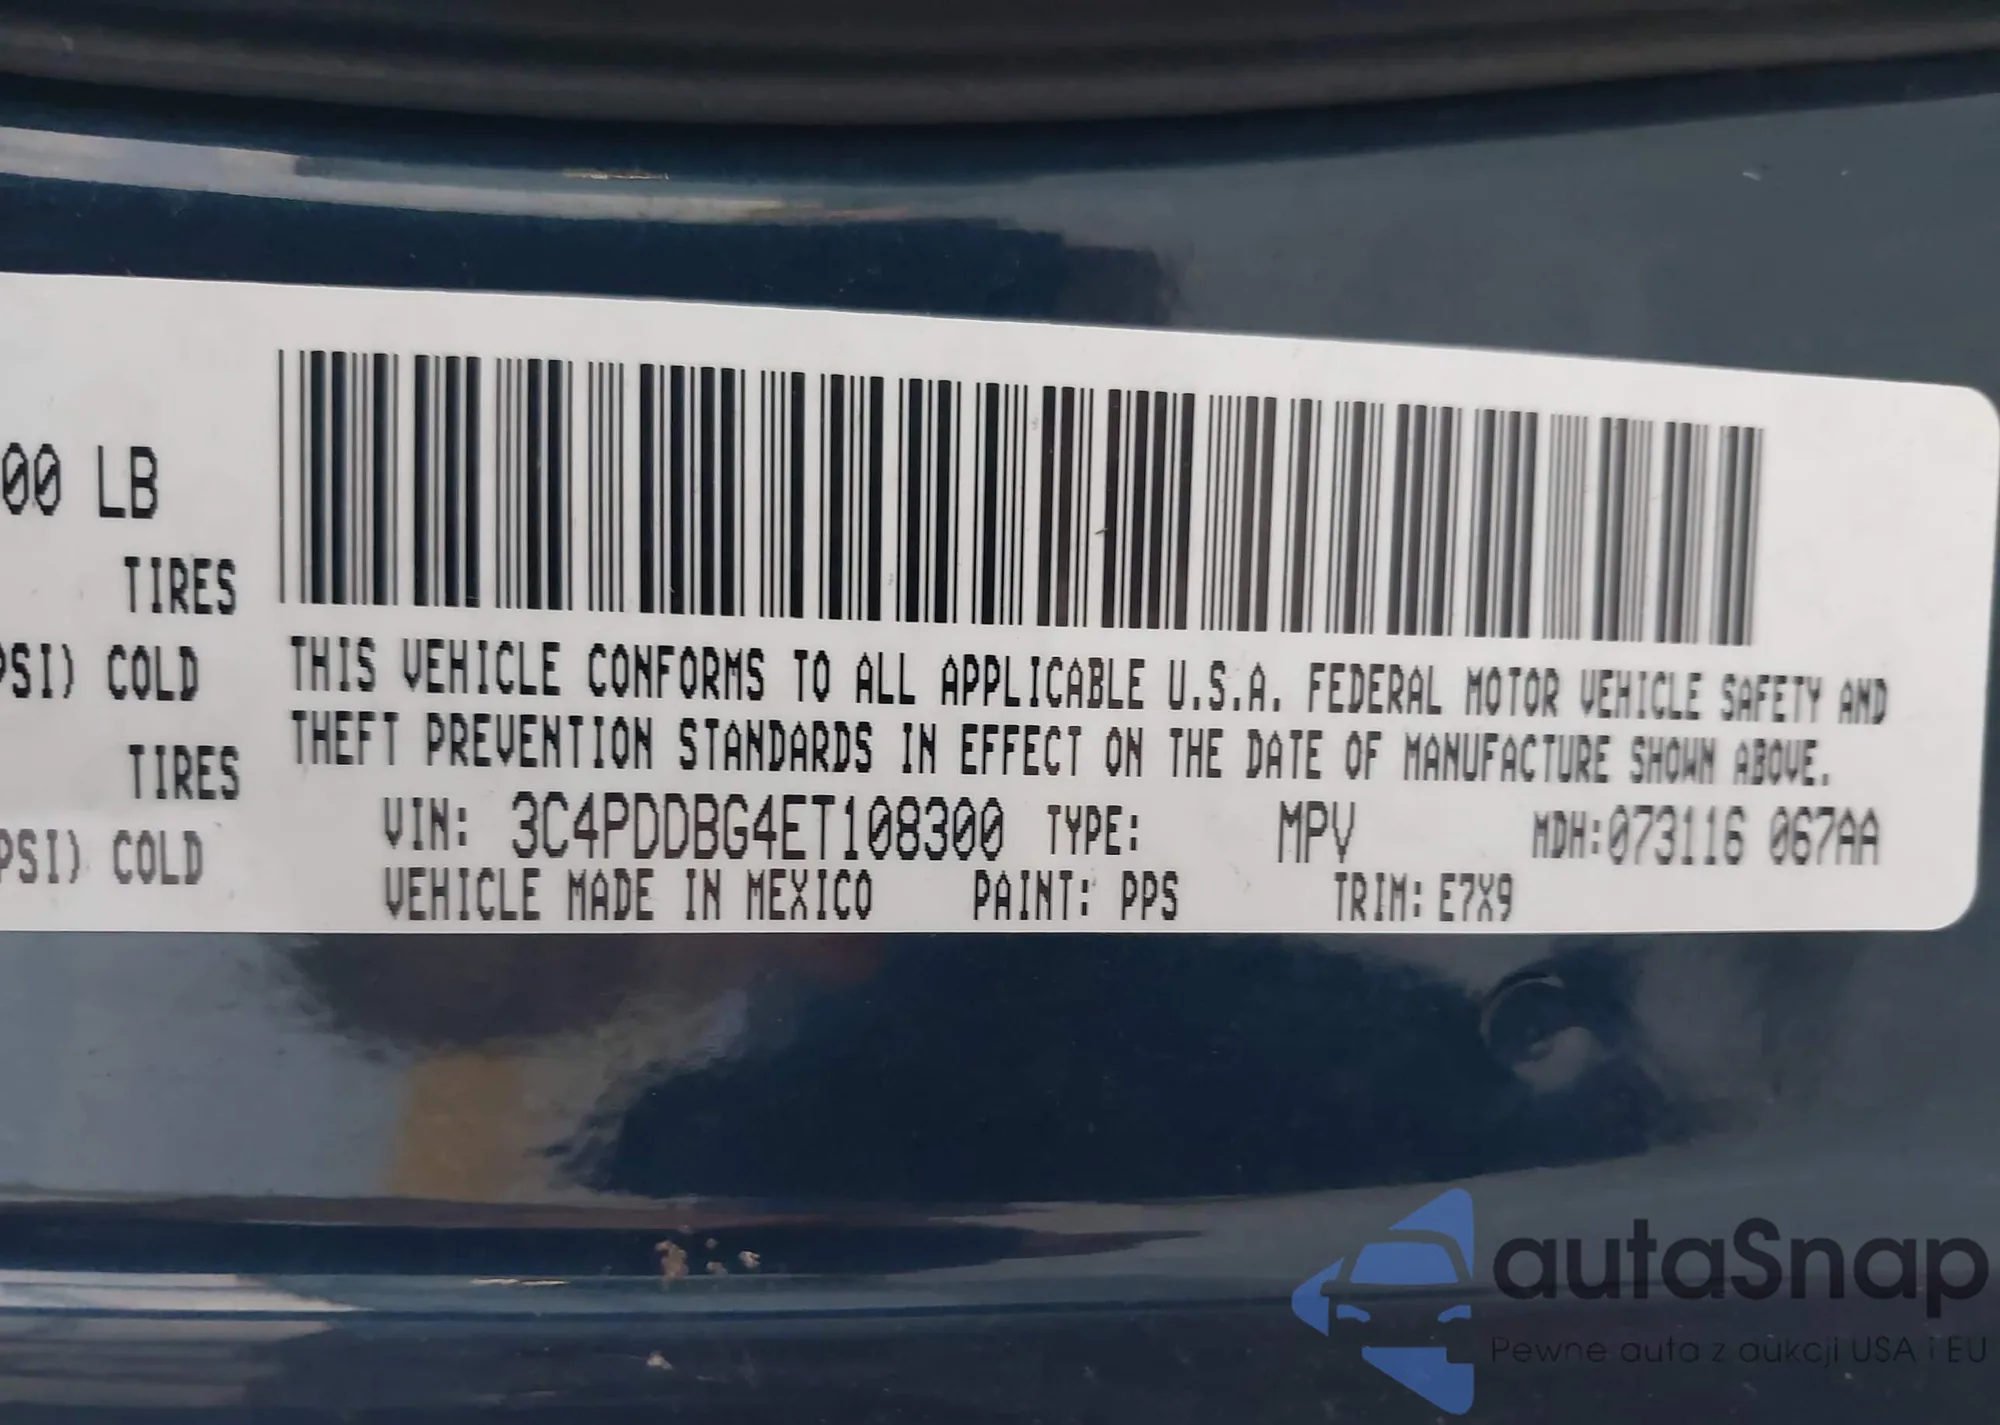 00 LB
TIRES
PSI) COLD
TIRES
PSI) COLD
THIS VEHICLE CONFORMS TO ALL APPLICABLE U.S.A. FEDERAL MOTOR VEHICLE SAFETY AND
THEFT PREVENTION STANDARDS IN EFFECT ON THE DATE OF MANUFACTURE SHOWN ABOVE.
VIN: 3C4PDDBG4ET108300 TYPE: MPV MDH:073116 067AA
VEHICLE MADE IN MEXICO PAINT: PPS TRIM: E7X9
autaSnap
Pewne auta z aukcji USA i EU